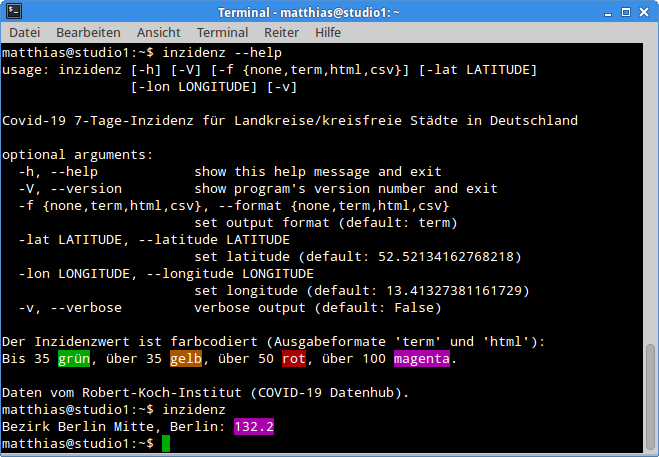 Terminal - matthias@studio1: ~
Datei Bearbeiten Ansicht Terminal Reiter Hilfe
matthias@studio1:~$ inzidenz --help
usage: inzidenz [-h] [-V] [-f {none,term,html,csv}] [-lat LATITUDE]
                [-lon LONGITUDE] [-v]

Covid-19 7-Tage-Inzidenz für Landkreise/kreisfreie Städte in Deutschland

optional arguments:
  -h, --help            show this help message and exit
  -V, --version         show program's version number and exit
  -f {none,term,html,csv}, --format {none,term,html,csv}
                        set output format (default: term)
  -lat LATITUDE, --latitude LATITUDE
                        set latitude (default: 52.52134162768218)
  -lon LONGITUDE, --longitude LONGITUDE
                        set longitude (default: 13.41327381161729)
  -v, --verbose         verbose output (default: False)

Der Inzidenzwert ist farbcodiert (Ausgabeformate 'term' und 'html'):
Bis 35 grün, über 35 gelb, über 50 rot, über 100 magenta.

Daten vom Robert-Koch-Institut (COVID-19 Datenhub).
matthias@studio1:~$ inzidenz
Bezirk Berlin Mitte, Berlin: 132.2
matthias@studio1:~$